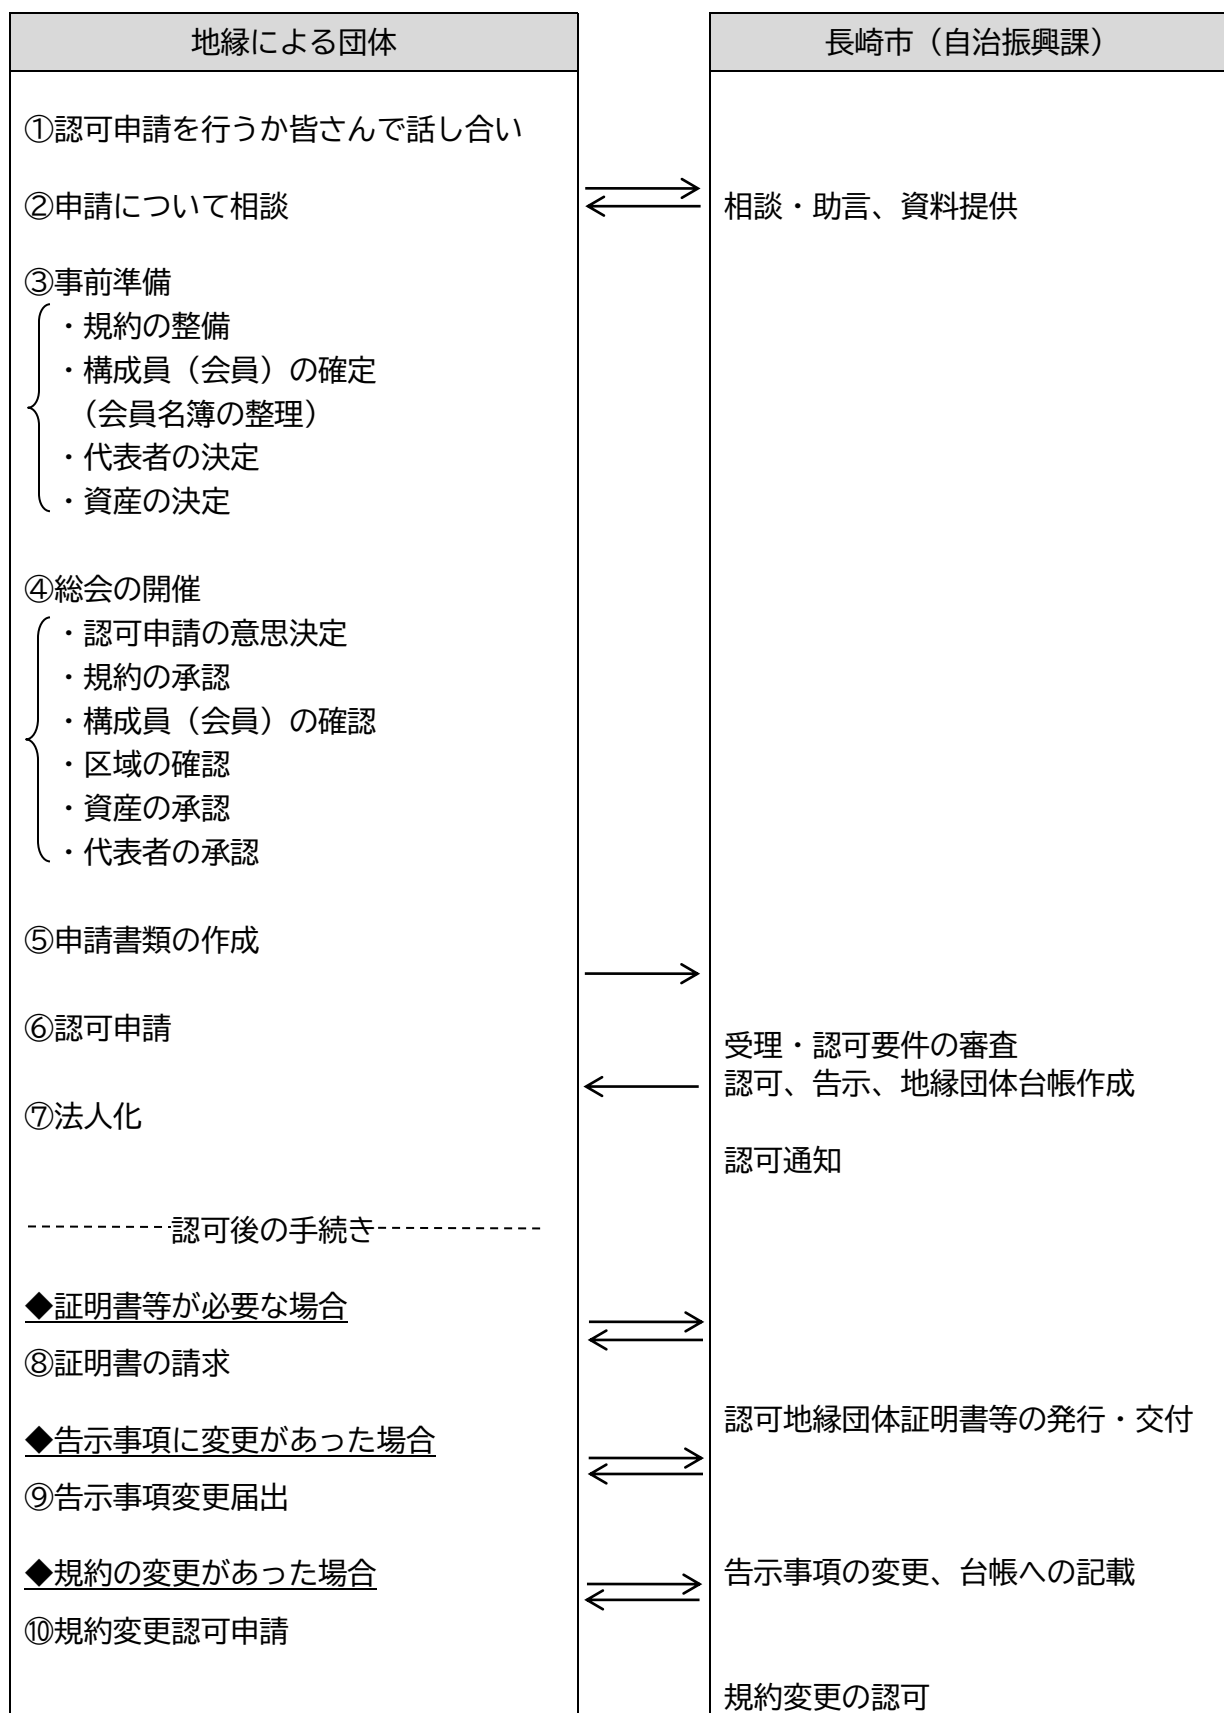 地縁による団体
①認可申請を行うか皆さんで話し合い
②申請について相談
③事前準備
・規約の整備
・構成員（会員）の確定
（会員名簿の整理）
・代表者の決定
・資産の決定
④総会の開催
・認可申請の意思決定
・規約の承認
・構成員（会員）の確認
・区域の確認
・資産の承認
・代表者の承認
⑤申請書類の作成
⑥認可申請
⑦法人化
認可後の手続き
◆証明書等が必要な場合
⑧証明書の請求
◆告示事項に変更があった場合
⑨告示事項変更届出
◆規約の変更があった場合
⑩規約変更認可申請
長崎市（自治振興課）
相談・助言、資料提供
受理・認可要件の審査
認可、告示、地縁団体台帳作成
認可通知
認可地縁団体証明書等の発行・交付
告示事項の変更、台帳への記載
規約変更の認可